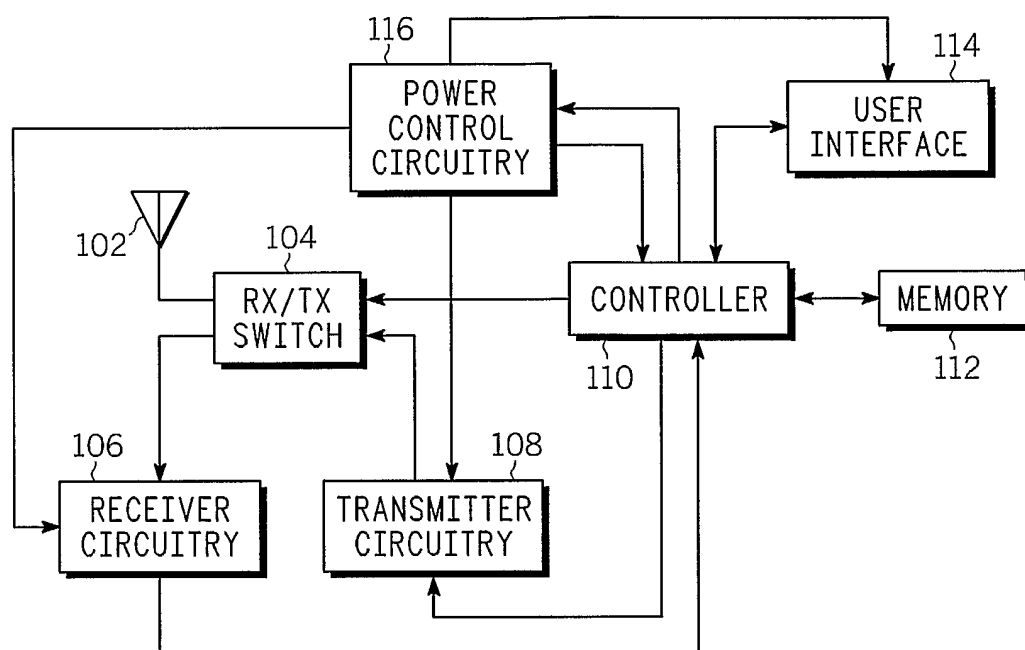 116
POWER
CONTROL
CIRCUITRY
114
USER
INTERFACE
102
104
RX/TX
SWITCH
CONTROLLER
110
MEMORY
112
106
RECEIVER
CIRCUITRY
108
TRANSMITTER
CIRCUITRY